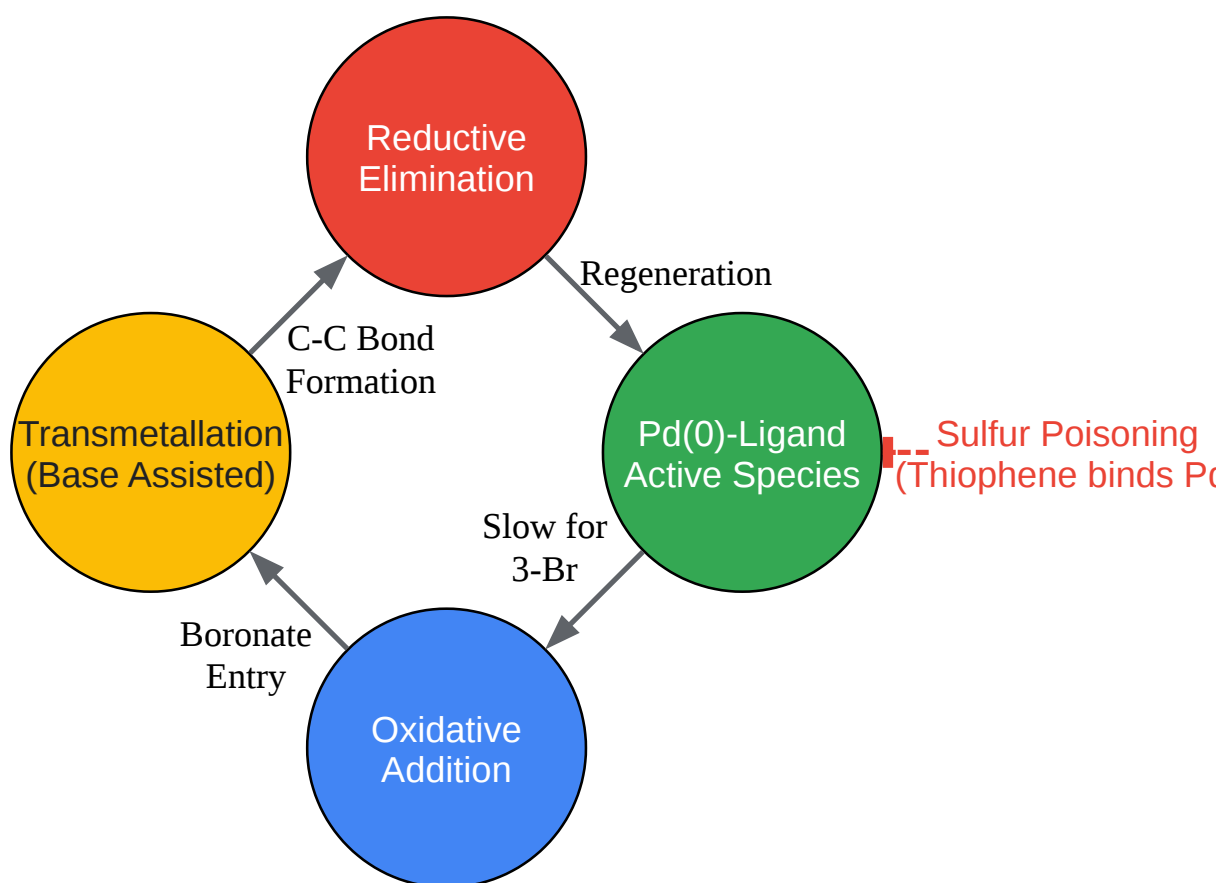 Reductive
Elimination
Regeneration
C-C Bond
Formation
Transmetallation
(Base Assisted)
Pd(0)-Ligand
Active Species
Sulfur Poisoning
(Thiophene binds Pd
Slow for
3-Br
Boronate
Entry
Oxidative
Addition